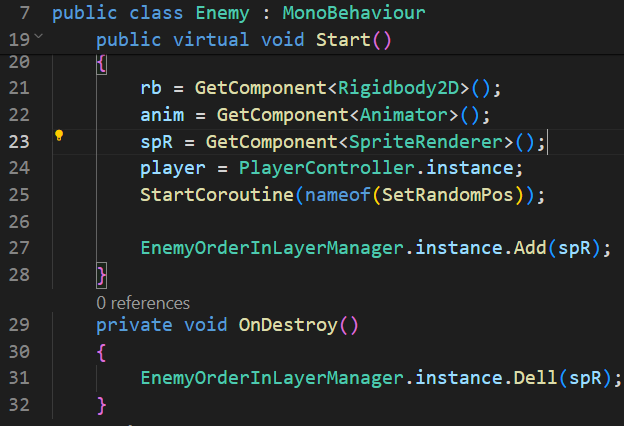 7 public class Enemy : MonoBehaviour
19 public virtual void Start()
20 {
21 rb = GetComponent<Rigidbody2D>();
22 anim = GetComponent<Animator>();
23 spR = GetComponent<SpriteRenderer>();
24 player = PlayerController.instance;
25 StartCoroutine(nameof(SetRandomPos));
26
27 EnemyOrderInLayerManager.instance.Add(spR);
28 }
0 references
29 private void OnDestroy()
30 {
31 EnemyOrderInLayerManager.instance.Dell(spR);
32 }